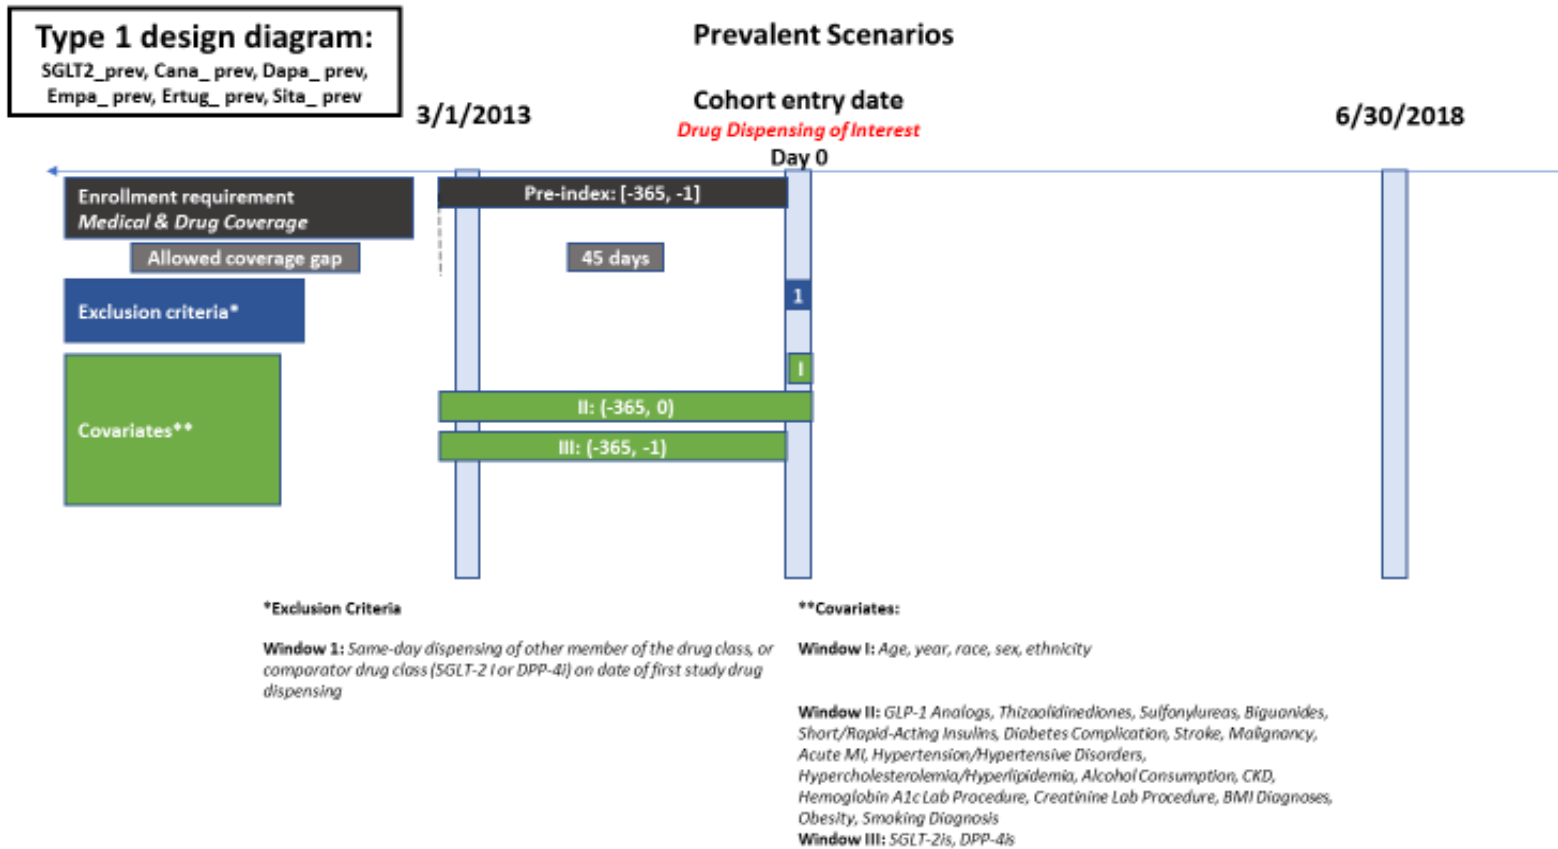 Type 1 design diagram:
SGLT2_prev, Cana_ prev, Dapa_ prev,
Empa_ prev, Ertug_ prev, Sita_ prev
Prevalent Scenarios
3/1/2013
Cohort entry date
Drug Dispensing of Interest
Day 0
6/30/2018
Enrollment requirement
Medical & Drug Coverage
Pre-index: [-365, -1]
Allowed coverage gap
45 days
Exclusion criteria*
1
Covariates**
I
II: (-365, 0)
III: (-365, -1)
*Exclusion Criteria
Window 1: Same-day dispensing of other member of the drug class, or
comparator drug class (SGLT-2 I or DPP-4i) on date of first study drug
dispensing
**Covariates:
Window I: Age, year, race, sex, ethnicity
Window II: GLP-1 Analogs, Thizaolidinediones, Sulfonylureas, Biguanides,
Short/Rapid-Acting Insulins, Diabetes Complication, Stroke, Malignancy,
Acute MI, Hypertension/Hypertensive Disorders,
Hypercholesterolemia/Hyperlipidemia, Alcohol Consumption, CKD,
Hemoglobin A1c Lab Procedure, Creatinine Lab Procedure, BMI Diagnoses,
Obesity, Smoking Diagnosis
Window III: SGLT-2is, DPP-4is